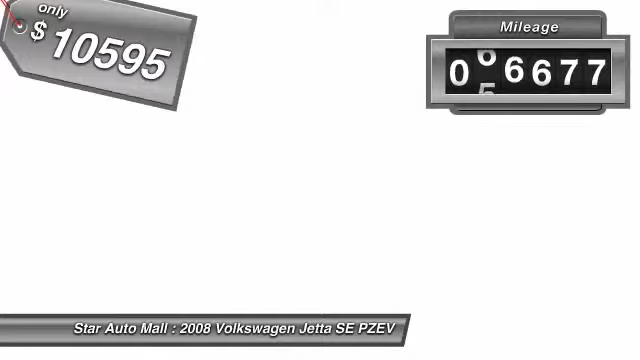 only
$ 10595
Mileage
0 6677
Star Auto Mall : 2008 Volkswagen Jetta SE PZEV